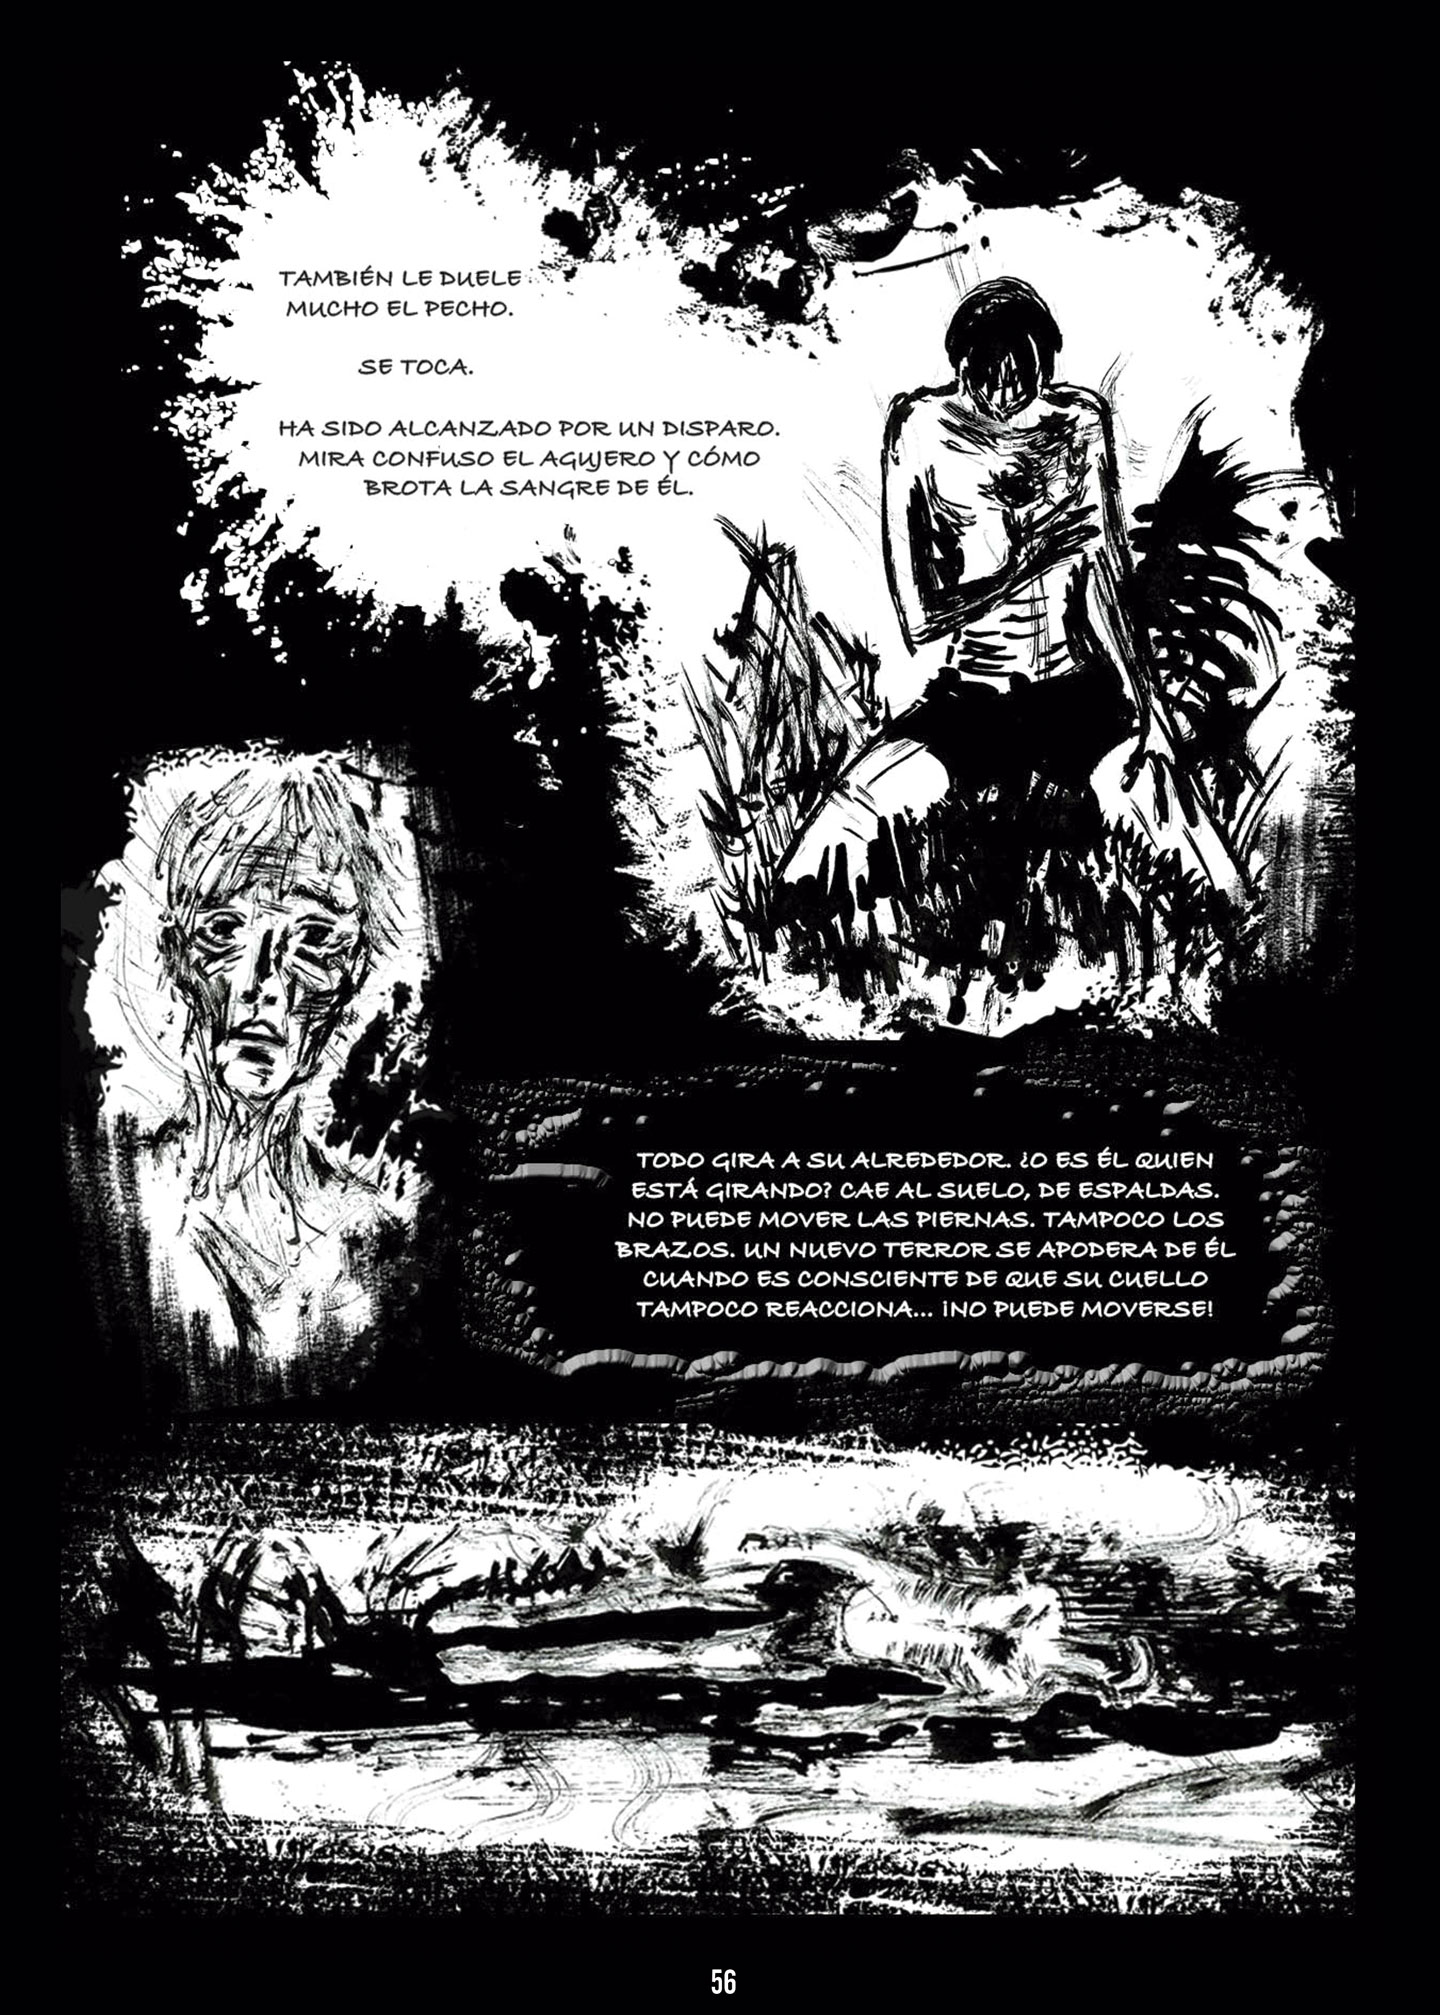 TAMBIÉN LE DUELE
MUCHO EL PECHO.
SE TOCA.
HA SIDO ALCANZADO POR UN DISPARO.
MIRA CONFUSO EL AGUJERO Y CÓMO
BROTA LA SANGRE DE ÉL.
TODO GIRA A SU ALREDEDOR. ¿O ES ÉL QUIEN
ESTÁ GIRANDO? CAE AL SUELO, DE ESPALDAS.
NO PUEDE MOVER LAS PIERNAS. TAMPOCO LOS
BRAZOS. UN NUEVO TERROR SE APODERA DE ÉL
CUANDO ES CONSCIENTE DE QUE SU CUELLO
TAMPOCO REACCIONA... ¡NO PUEDE MOVERSE!
56